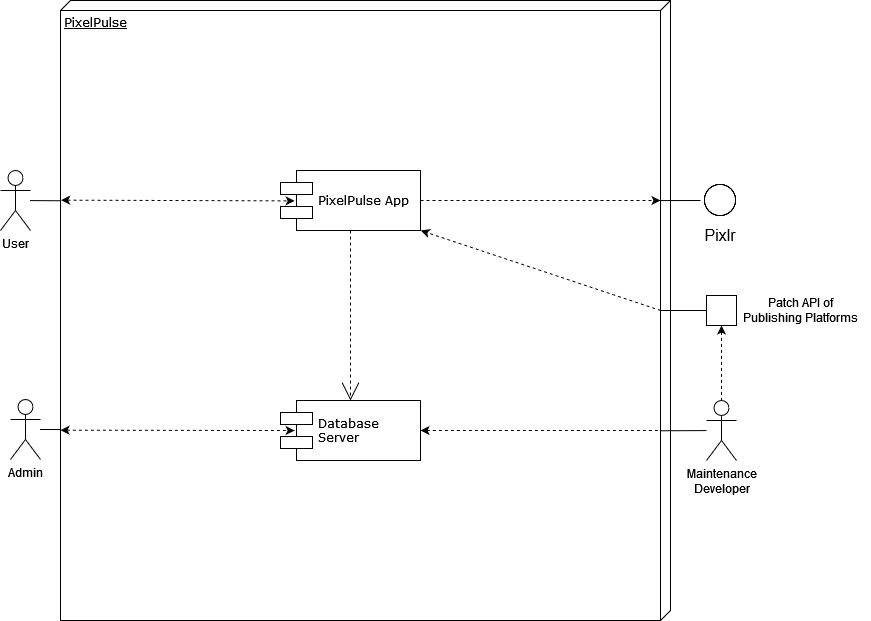 PixelPulse
PixelPulse App
User
Pixlr
Patch API of
Publishing Platforms
Database
Server
Admin
Maintenance
Developer